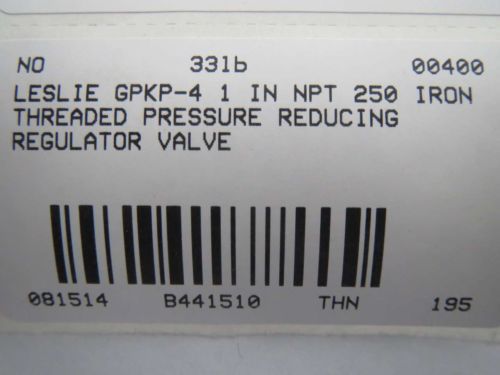 NO 331b 00400
LESLIE GPKP-4 1 IN NPT 250 IRON
THREADED PRESSURE REDUCING
REGULATOR VALVE
081514 B441510 THN 195